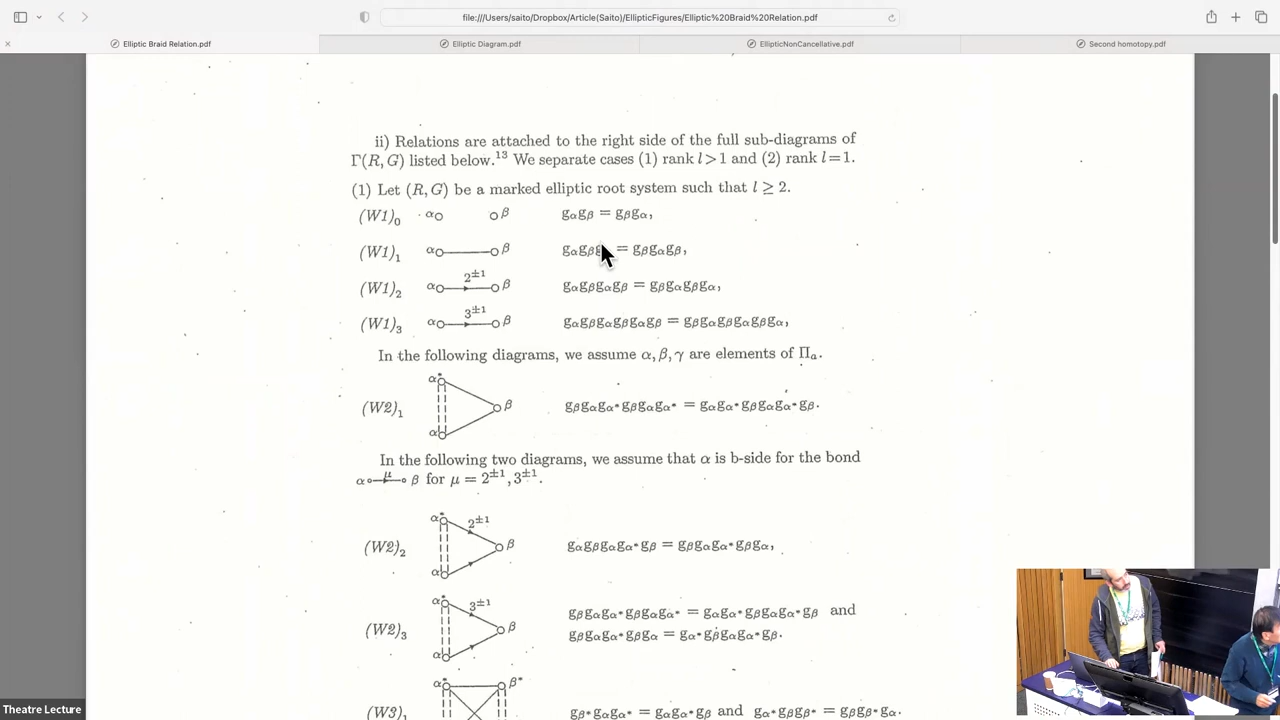 file:///Users/saito/Dropbox/Article(Saito)/EllipticFigures/Elliptic%20Braid%20Relation.pdf
Elliptic Braid Relation.pdf
Elliptic Diagram.pdf
EllipticNonCancellative.pdf
Second homotopy.pdf
ii) Relations are attached to the right side of the full sub-diagrams of
Γ(R, G) listed below.¹³ We separate cases (1) rank l > 1 and (2) rank l = 1.
(1) Let (R, G) be a marked elliptic root system such that l ≥ 2.
(W1)₀ α β gαgβ = gβgα,
(W1)₁ α β gαgβg = gβgαgβ,
(W1)₂ α 2±1 β gαgβgαgβ = gβgαgβgα,
(W1)₃ α 3±1 β gαgβgαgβgαgβ = gβgαgβgαgβgα,
In the following diagrams, we assume α, β, γ are elements of Πa.
(W2)₁ α* α β gβgαgα*gβgαgα* = gαgα*gβgαgα*gβ.
In the following two diagrams, we assume that α is b-side for the bond
α μ β for μ = 2±1, 3±1.
(W2)₂ α* α 2±1 β gαgβgαgα*gβ = gβgαgα*gβgα,
(W2)₃ α* α 3±1 β gβgαgα*gβgαgα* = gαgα*gβgαgα*gβ and
gβgαgα*gβgα = gα*gβgαgα*gβ.
(W3)₁ α* β* gβ*gαgα* = gαgα*gβ and gα*gβgβ* = gβgβ*gα.
Theatre Lecture